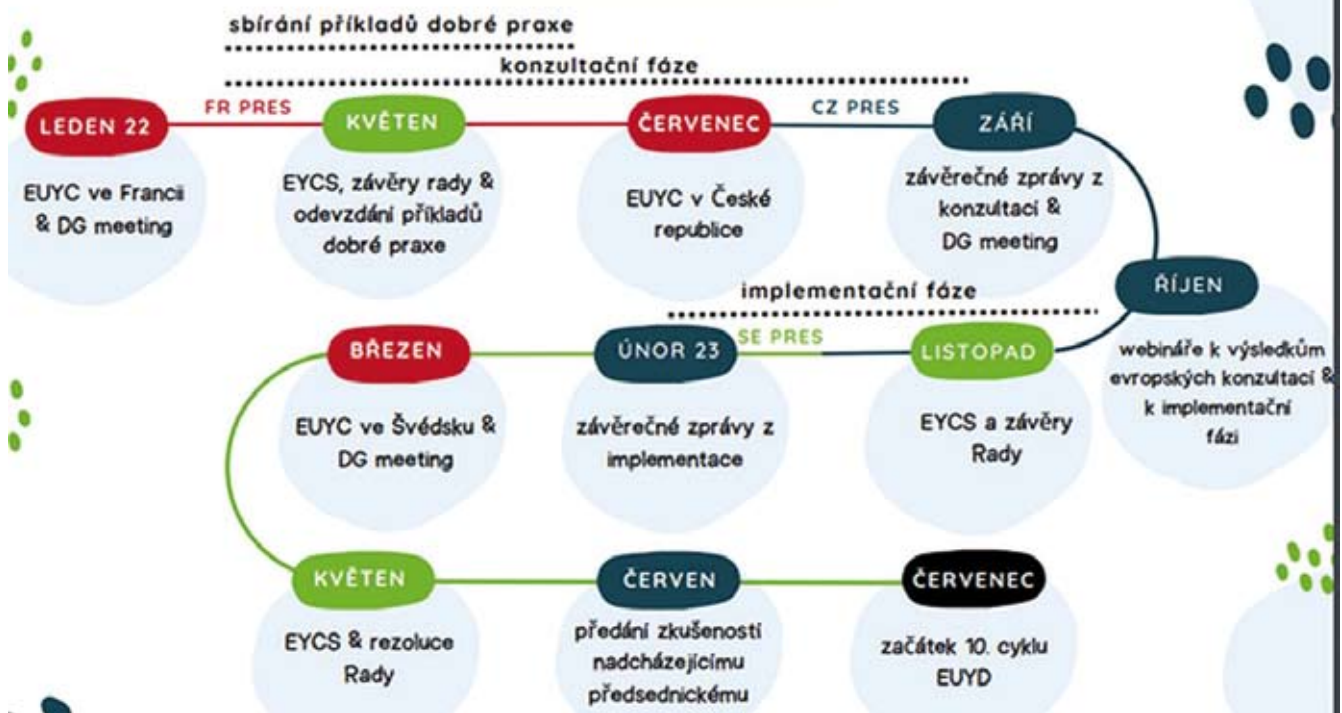 sbírání příkladů dobré praxe
konzultační fáze
LEDEN 22
FR PRES
KVĚTEN
ČERVENEC
CZ PRES
ZÁŘÍ
EUYC ve Francii
& DG meeting
EYCS, závěry rady &
odevzdání příkladů
dobré praxe
EUYC v České
republice
závěrečné zprávy z
konzultací &
DG meeting
ŘÍJEN
webináře k výsledkům
evropských konzultací &
k implementační
fázi
implementační fáze
LISTOPAD
SE PRES
ÚNOR 23
BŘEZEN
EYCS a závěry
Rady
závěrečné zprávy z
implementace
EUYC ve Švédsku &
DG meeting
KVĚTEN
ČERVEN
ČERVENEC
EYCS & rezoluce
Rady
předání zkušeností
nadcházejícímu
předsednickému
začátek 10. cyklu
EUYD